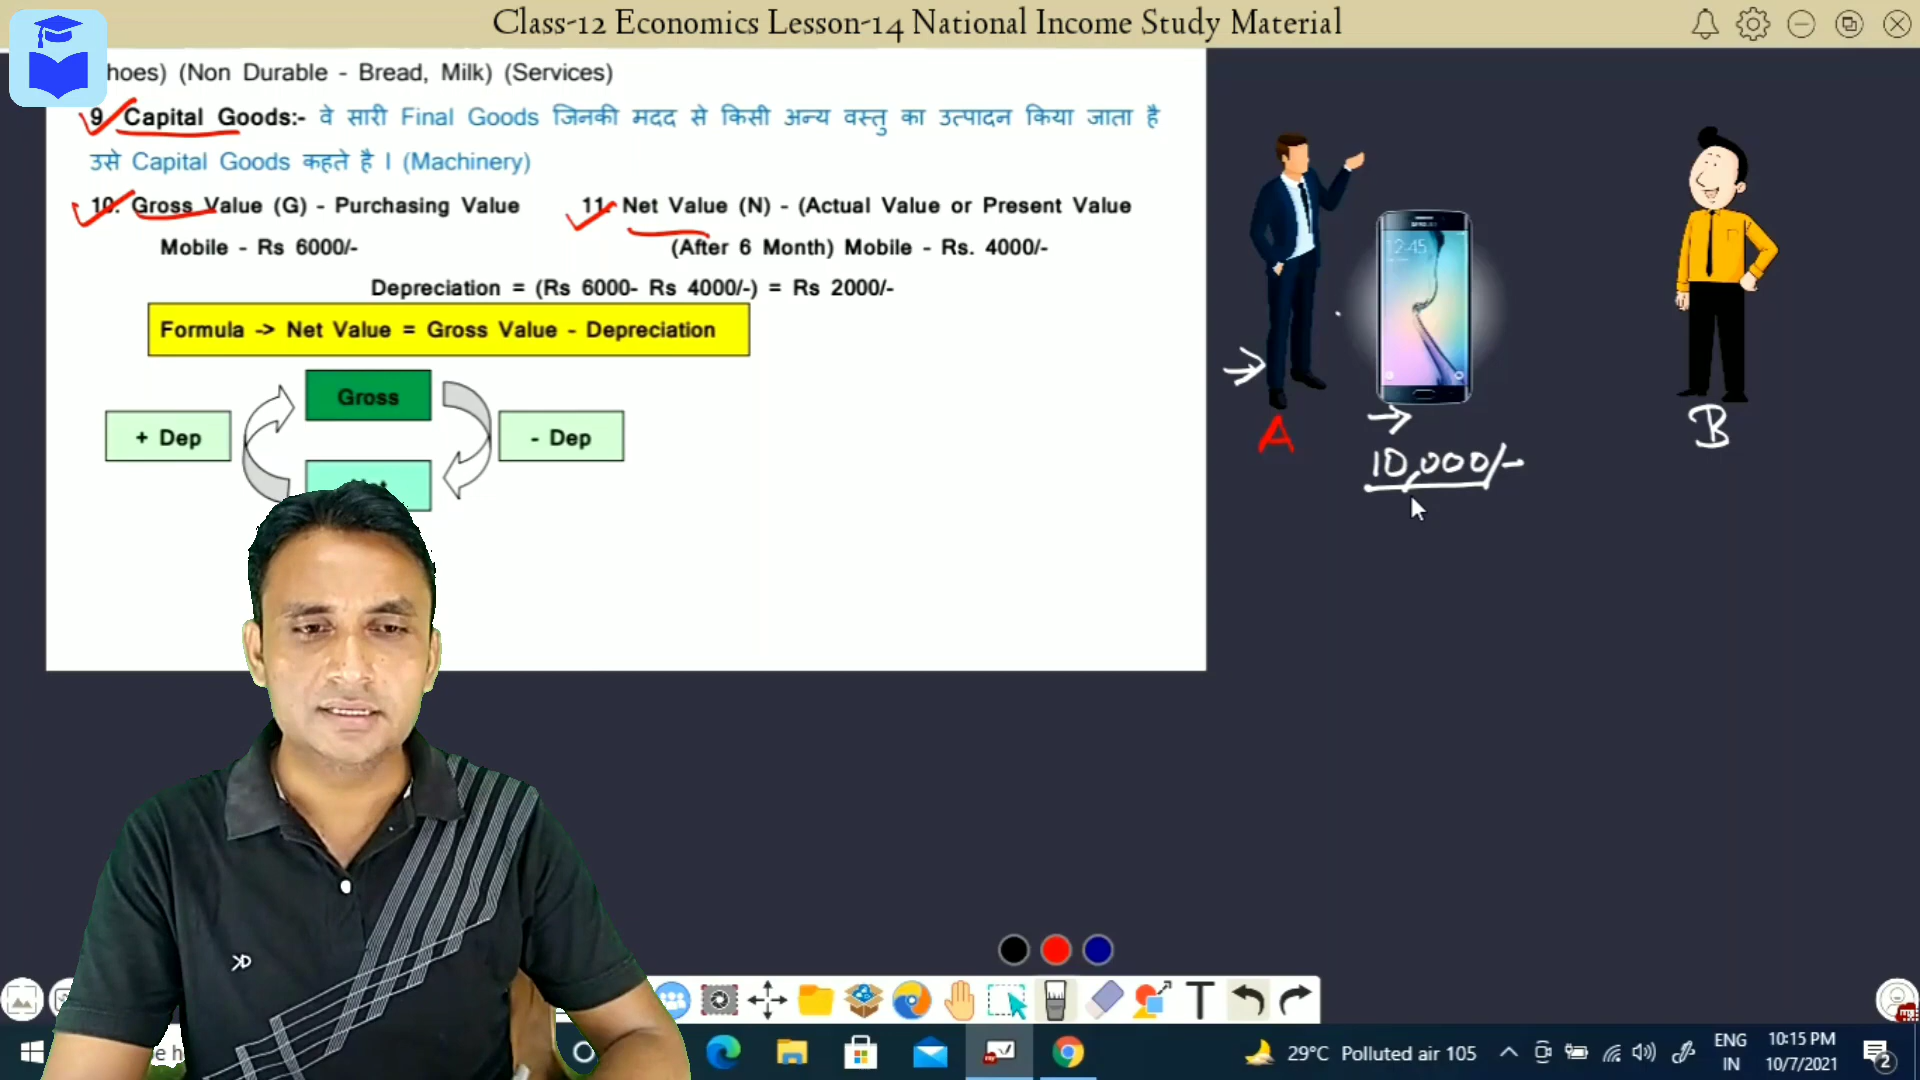 Class-12 Economics Lesson-14 National Income Study Material
hoes) (Non Durable - Bread, Milk) (Services)
9. Capital Goods:- वे सारी Final Goods जिनकी मदद से किसी अन्य वस्तु का उत्पादन किया जाता है
उसे Capital Goods कहते है I (Machinery)
10. Gross Value (G) - Purchasing Value 11. Net Value (N) - (Actual Value or Present Value
Mobile - Rs 6000/- (After 6 Month) Mobile - Rs. 4000/-
Depreciation = (Rs 6000- Rs 4000/-) = Rs 2000/-
Formula -> Net Value = Gross Value - Depreciation
Gross
+ Dep
- Dep
SAMSUNG
12:45
A
B
10,000/-
29°C Polluted air 105
ENG
IN
10:15 PM
10/7/2021
2